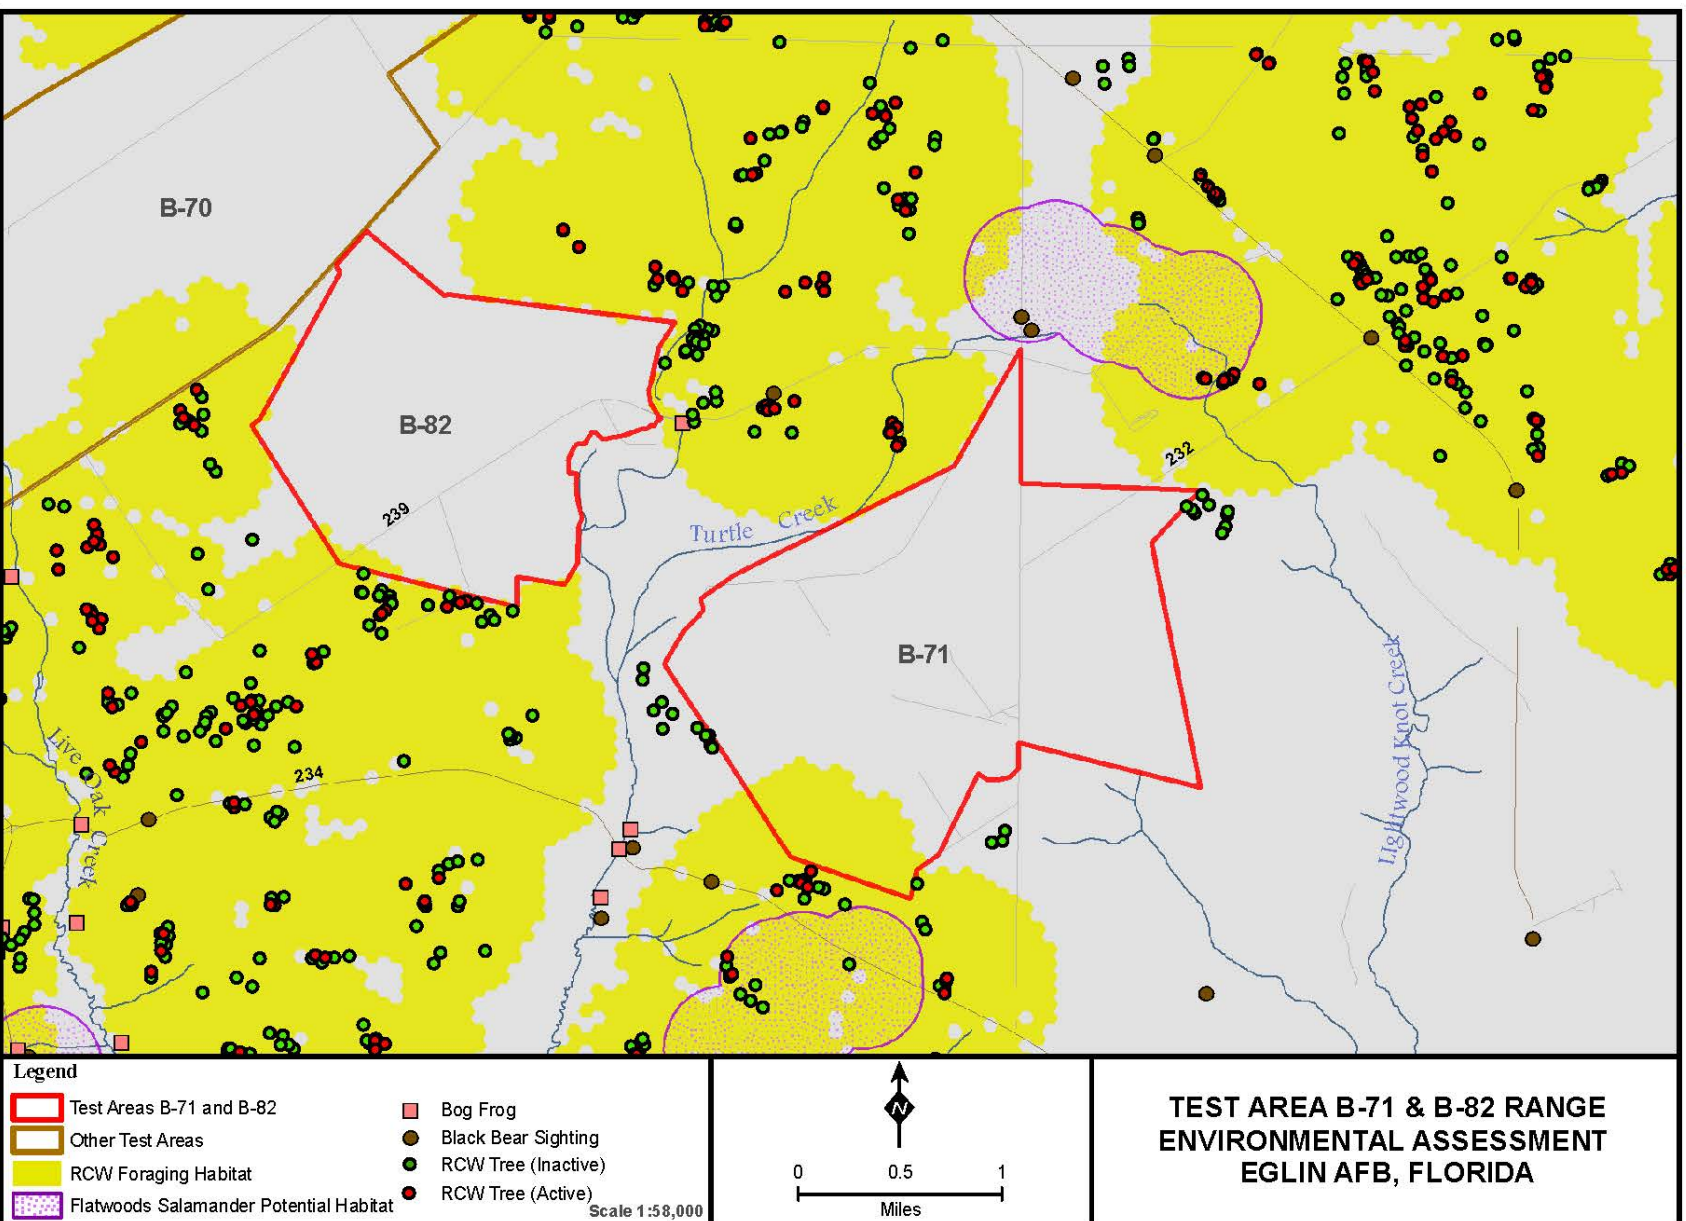 B-70
B-82
239
Turtle Creek
232
B-71
Live Oak Creek
234
LIghtwood Knot Creek
Legend
Test Areas B-71 and B-82
Other Test Areas
RCW Foraging Habitat
Flatwoods Salamander Potential Habitat
Bog Frog
Black Bear Sighting
RCW Tree (Inactive)
RCW Tree (Active)
Scale 1:58,000
N
0 0.5 1
Miles
TEST AREA B-71 & B-82 RANGE
ENVIRONMENTAL ASSESSMENT
EGLIN AFB, FLORIDA